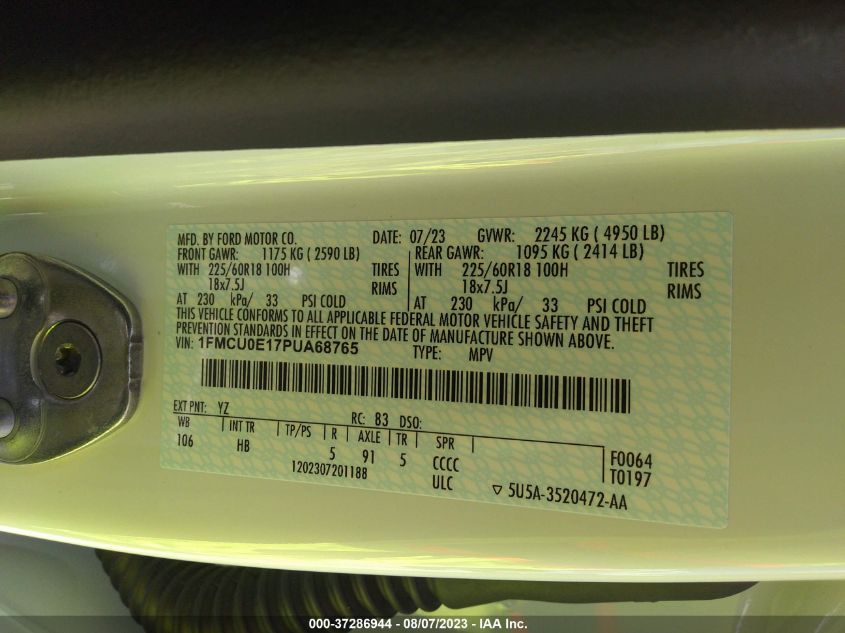 MFD. BY FORD MOTOR CO. DATE: 07/23 GVWR: 2245 KG ( 4950 LB)
FRONT GAWR: 1175 KG ( 2590 LB) REAR GAWR: 1095 KG ( 2414 LB)
WITH 225/60R18 100H TIRES WITH 225/60R18 100H TIRES
18x7.5J RIMS 18x7.5J RIMS
AT 230 kPa/ 33 PSI COLD AT 230 kPa/ 33 PSI COLD
THIS VEHICLE CONFORMS TO ALL APPLICABLE FEDERAL MOTOR VEHICLE SAFETY AND THEFT
PREVENTION STANDARDS IN EFFECT ON THE DATE OF MANUFACTURE SHOWN ABOVE.
VIN: 1FMCU0E17PUA68765 TYPE: MPV
EXT PNT: YZ RC: 83 DSO:
WB INT TR TP/PS R AXLE TR SPR
106 HB 5 91 5 CCCC F0064
1202307201188 ULC T0197
▽ 5U5A-3520472-AA
000-37286944 - 08/07/2023 - IAA Inc.